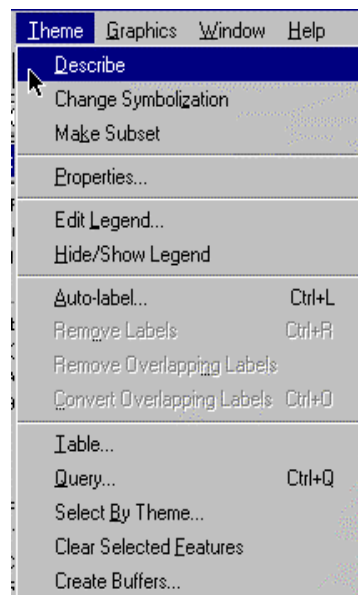 Theme Graphics Window Help
Describe
Change Symbolization
Make Subset
Properties...
Edit Legend...
Hide/Show Legend
Auto-label... Ctrl+L
Remove Labels Ctrl+R
Remove Overlapping Labels
Convert Overlapping Labels Ctrl+O
Table...
Query... Ctrl+Q
Select By Theme...
Clear Selected Features
Create Buffers...